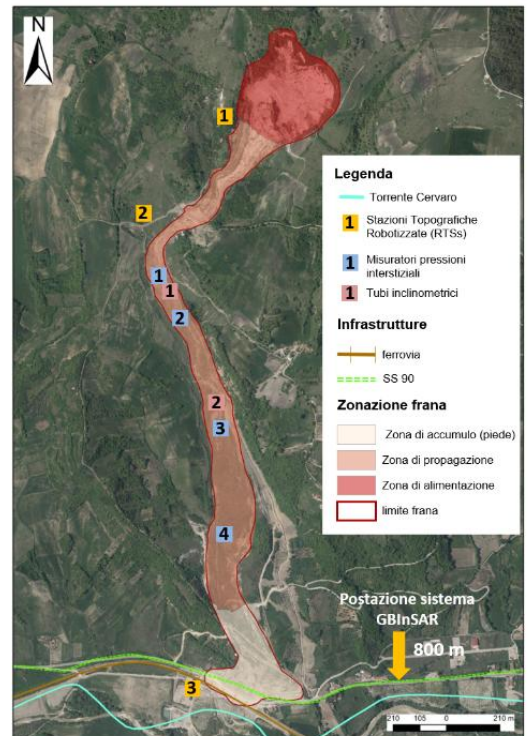 N
1
2
1
1
2
2
3
4
3
Legenda
Torrente Cervaro
1 Stazioni Topografiche
Robotizzate (RTSs)
1 Misuratori pressioni
interstiziali
1 Tubi inclinometrici
Infrastrutture
ferrovia
SS 90
Zonazione frana
Zona di accumulo (piede)
Zona di propagazione
Zona di alimentazione
limite frana
Postazione sistema
GBInSAR
800 m
210 105 0 210 m